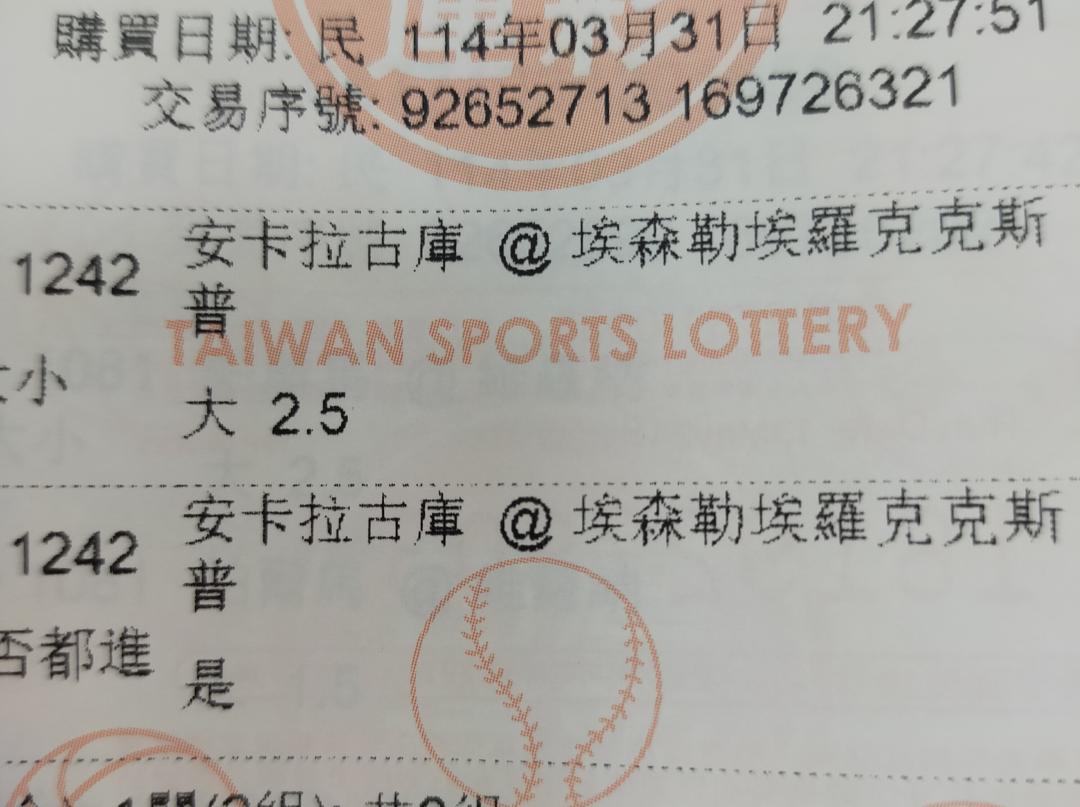 購買日期: 民 114年03月31日 21:27:51
交易序號: 92652713 169726321
1242 安卡拉古庫 @ 埃森勒埃羅克克斯
普
TAIWAN SPORTS LOTTERY
小
大 2.5
1242 安卡拉古庫 @ 埃森勒埃羅克克斯
普
否都進
是